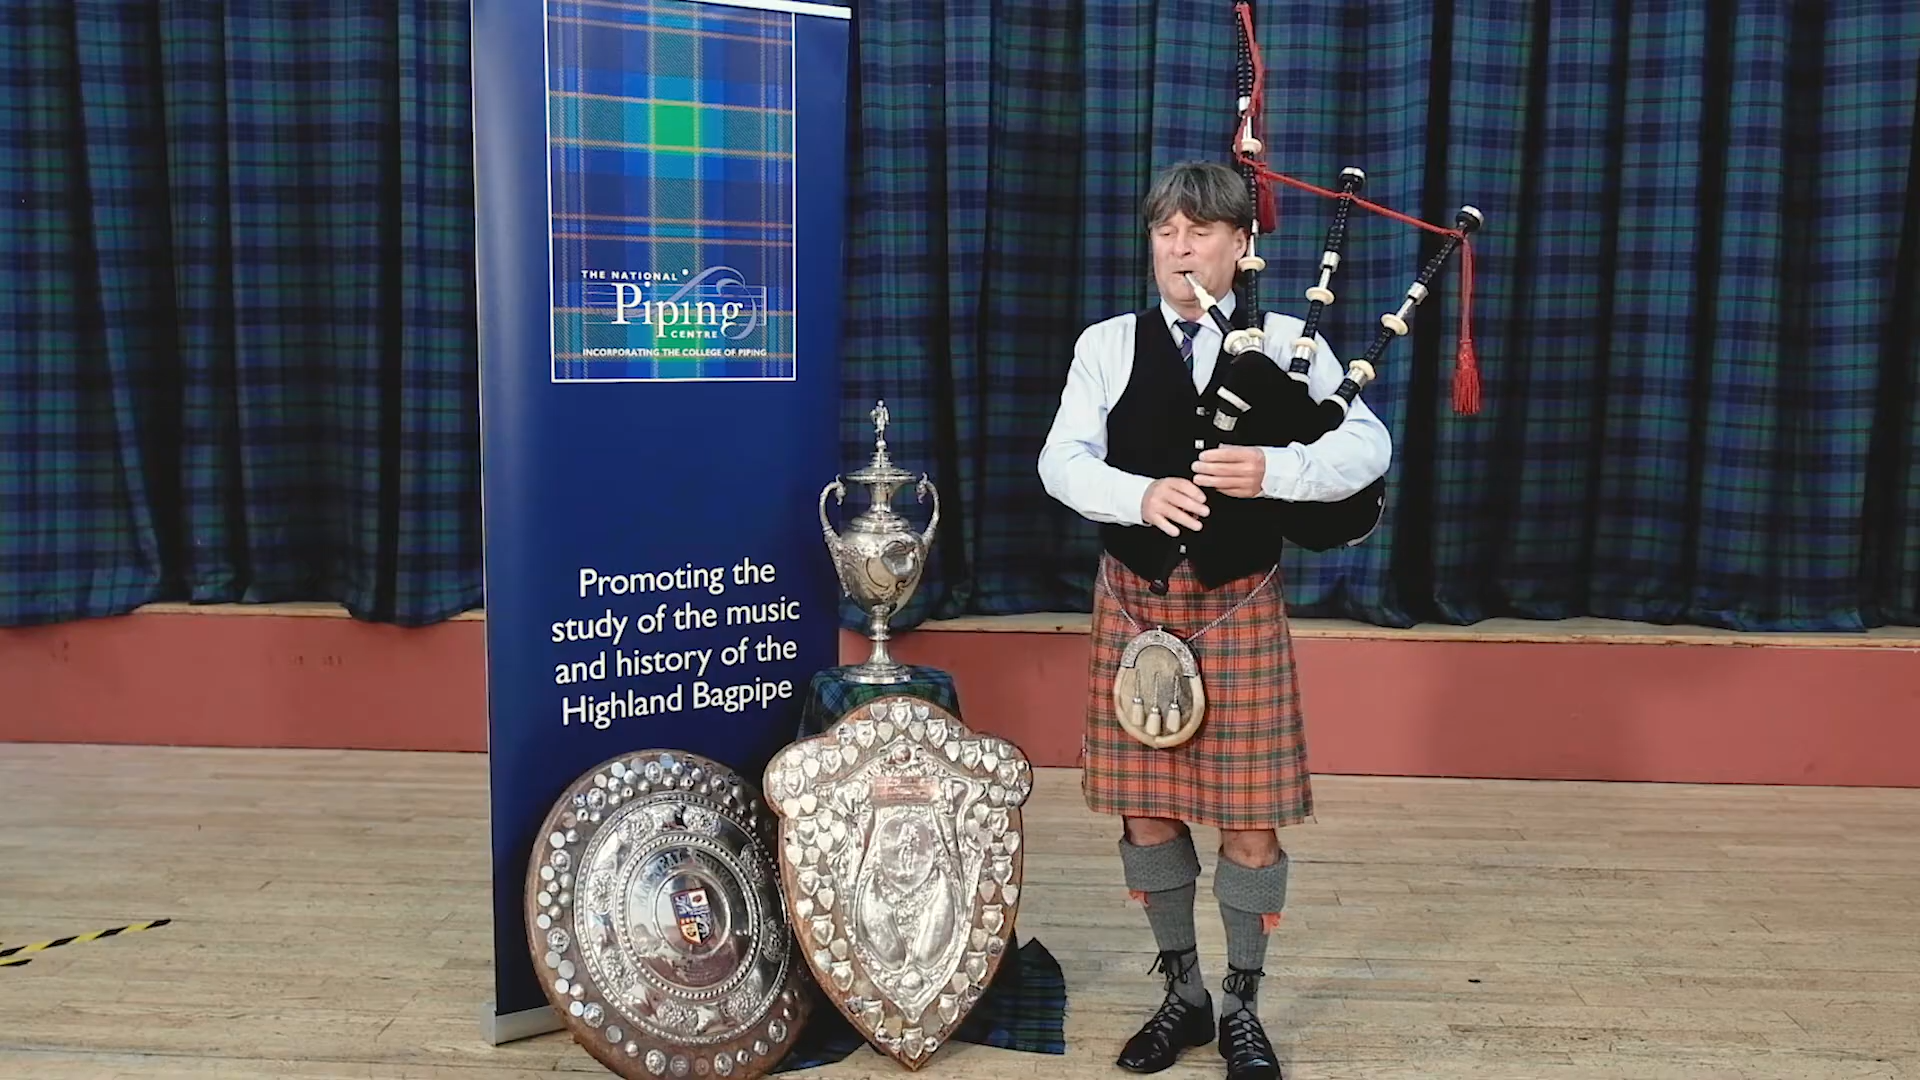 THE NATIONAL
Piping
CENTRE
INCORPORATING THE COLLEGE OF PIPING
Promoting the
study of the music
and history of the
Highland Bagpipe